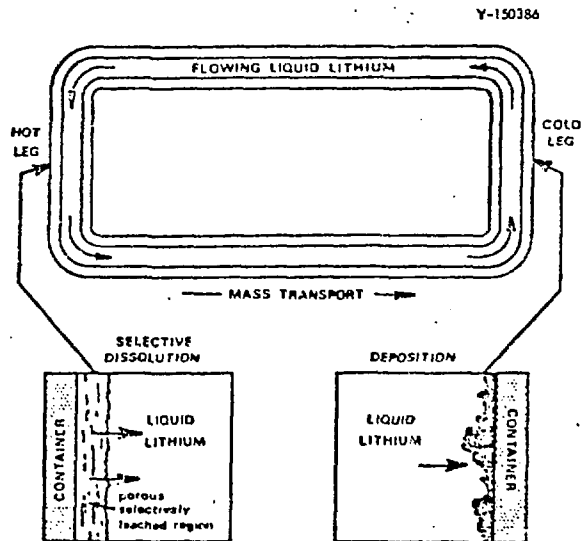 Y-150386
FLOWING LIQUID LITHIUM
HOT
LEG
COLD
LEG
MASS TRANSPORT
SELECTIVE
DISSOLUTION
DEPOSITION
CONTAINER
LIQUID
LITHIUM
porous
selectively
leached region
LIQUID
LITHIUM
CONTAINER